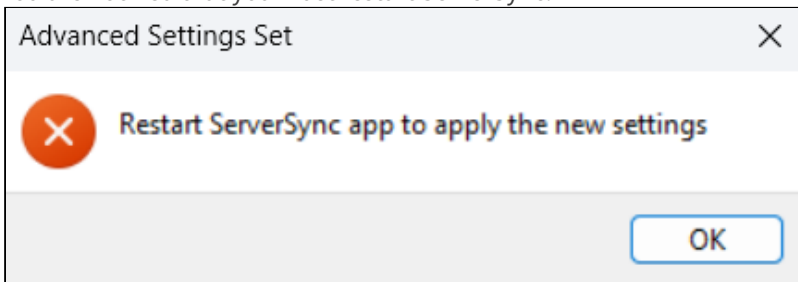 Advanced Settings Set
Restart ServerSync app to apply the new settings
OK